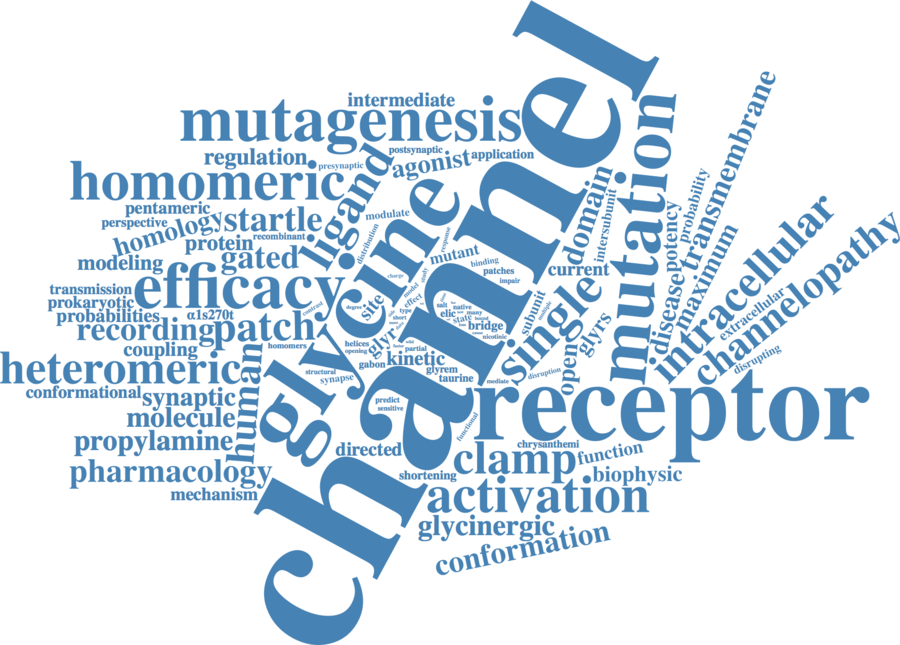 channel
receptor
glycine
mutation
mutagenesis
intermediate
regulation
presynaptic
postsynaptic
agonist
application
homomeric
ligand
pentameric
perspective
startle
homology
recombinant
protein
modeling
gated
distribution
modulate
response
study
charge
model
mutant
binding
patches
impair
current
domain
intersubunit
transmembrane
probability
potency
maximum
disease
intracellular
extracellular
channelopathy
disrupting
efficacy
transmission
prokaryotic
probabilities
α1s270t
contrast
degree
site
effect
type
short
salt
native
elic
many
state
bound
bridge
nicotinic
subunit
multiple
single
open
glyrs
recording
patch
coupling
homomers
helices
opening
glyr
wild
partial
kinetic
gabon
glyrem
taurine
mediate
disruption
heteromeric
human
structural
synapse
conformational
synaptic
molecule
predict
sensitive
functional
propylamine
directed
chrysanthemi
clamp
function
pharmacology
shortening
biophysic
mechanism
activation
glycinergic
conformation